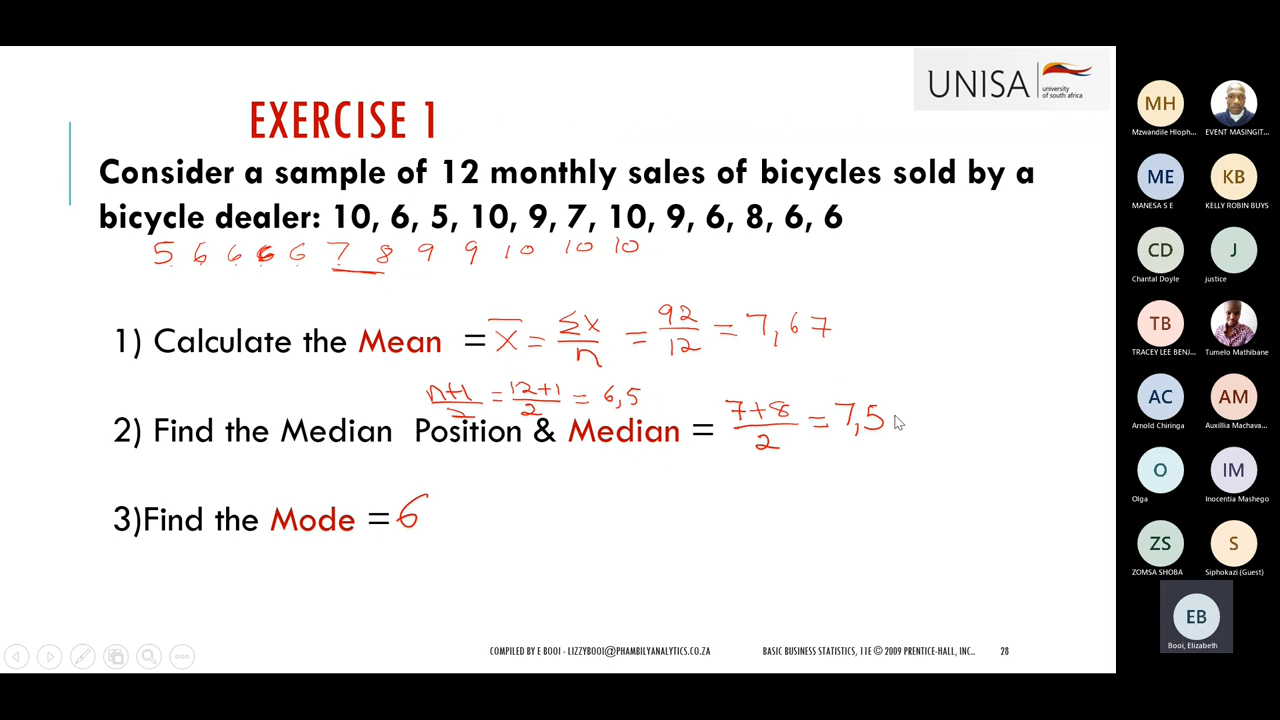 UNISA
university
of south africa
EXERCISE 1
Consider a sample of 12 monthly sales of bicycles sold by a
bicycle dealer: 10, 6, 5, 10, 9, 7, 10, 9, 6, 8, 6, 6
5 6 6 6 6 7 8 9 9 10 10 10
1) Calculate the Mean = x̄ = Σx/n = 92/12 = 7,67
n+1/2 = 12+1/2 = 6,5
2) Find the Median Position & Median = 7+8/2 = 7,5
3)Find the Mode = 6
COMPILED BY E BOOI - LIZZYBOOI@PHAMBILYANALYTICS.CO.ZA
BASIC BUSINESS STATISTICS, 11E © 2009 PRENTICE-HALL, INC..
28
MH
Mzwandile Hloph...
EVENT MASINGIT...
ME
MANESA S E
KB
KELLY ROBIN BUYS
CD
Chantal Doyle
J
justice
TB
TRACEY LEE BENJ...
Tumelo Mathibane
AC
Arnold Chiringa
AM
Auxillia Machava...
O
Olga
IM
Inocentia Mashego
ZS
ZOMSA SHOBA
S
Siphokazi (Guest)
EB
Booi, Elizabeth